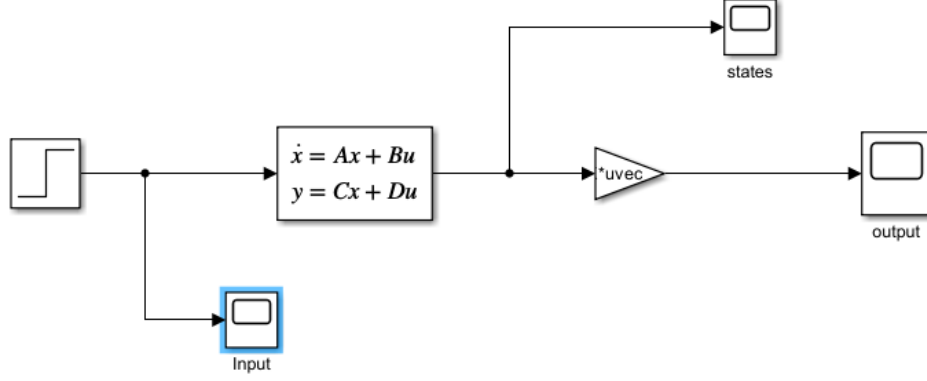 states
ẋ = Ax + Bu
y = Cx + Du
*uvec
output
Input